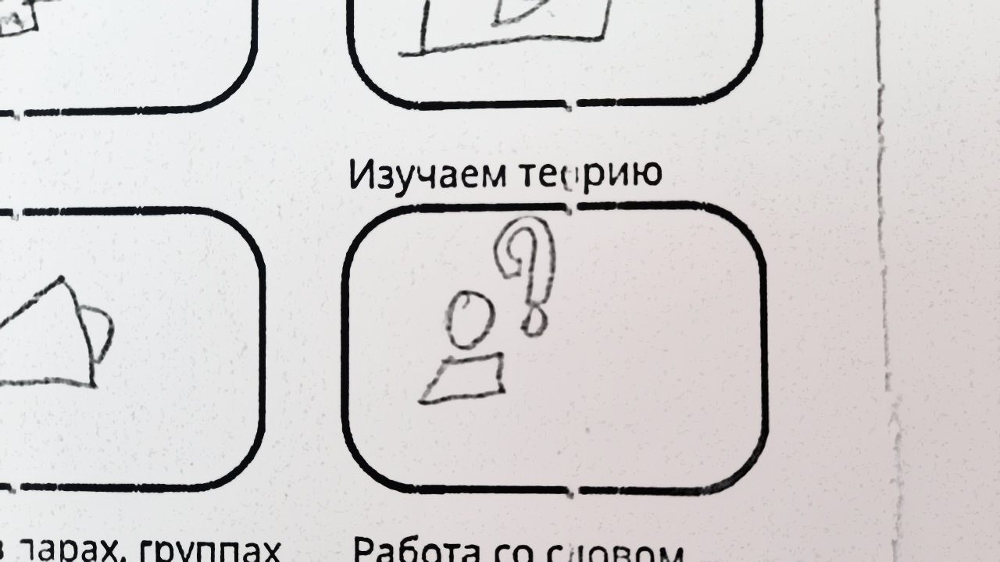 Изучаем теорию
в парах, группах
Работа со словом